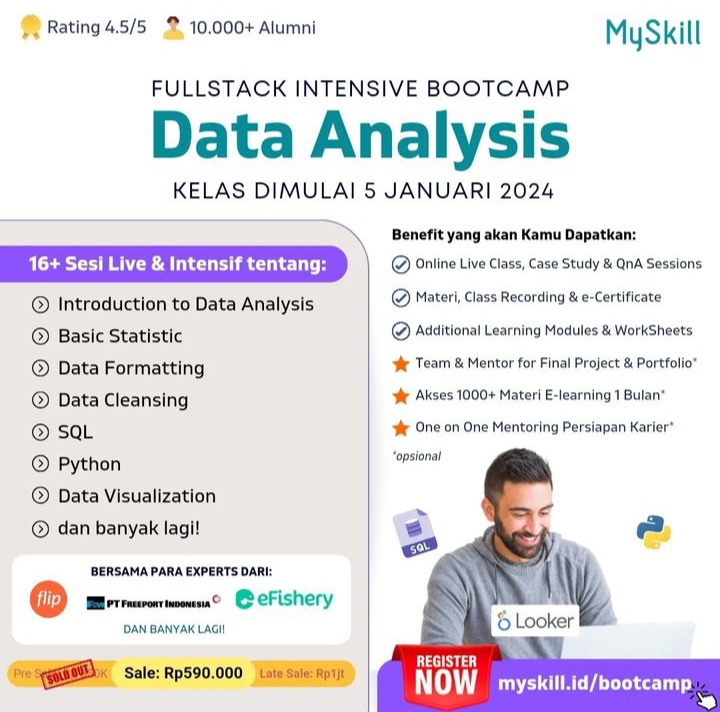 Rating 4.5/5
10.000+ Alumni
MySkill
FULLSTACK INTENSIVE BOOTCAMP
Data Analysis
KELAS DIMULAI 5 JANUARI 2024
16+ Sesi Live & Intensif tentang:
Introduction to Data Analysis
Basic Statistic
Data Formatting
Data Cleansing
SQL
Python
Data Visualization
dan banyak lagi!
BERSAMA PARA EXPERTS DARI:
flip
PT FREEPORT INDONESIA
eFishery
DAN BANYAK LAGI!
Pre
SOLD OUT
Sale: Rp590.000
Late Sale: Rp1jt
Benefit yang akan Kamu Dapatkan:
Online Live Class, Case Study & QnA Sessions
Materi, Class Recording & e-Certificate
Additional Learning Modules & WorkSheets
Team & Mentor for Final Project & Portfolio*
Akses 1000+ Materi E-learning 1 Bulan*
One on One Mentoring Persiapan Karier*
*opsional
SQL
Looker
REGISTER
NOW
myskill.id/bootcamp